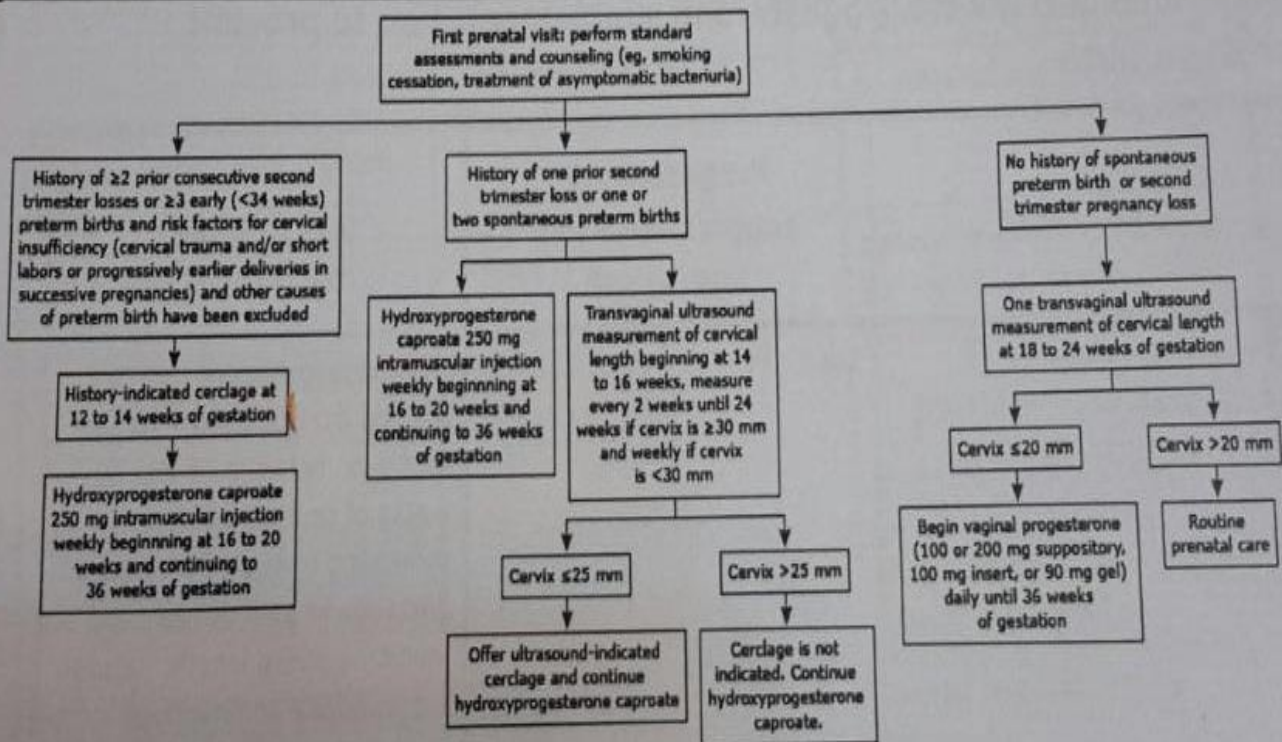 First prenatal visit: perform standard
assessments and counseling (eg, smoking
cessation, treatment of asymptomatic bacteriuria)
History of ≥2 prior consecutive second
trimester losses or ≥3 early (<34 weeks)
preterm births and risk factors for cervical
insufficiency (cervical trauma and/or short
labors or progressively earlier deliveries in
successive pregnancies) and other causes
of preterm birth have been excluded
History-indicated cerclage at
12 to 14 weeks of gestation
Hydroxyprogesterone caproate
250 mg intramuscular injection
weekly beginnning at 16 to 20
weeks and continuing to
36 weeks of gestation
History of one prior second
trimester loss or one or
two spontaneous preterm births
Hydroxyprogesterone
caproate 250 mg
intramuscular injection
weekly beginnning at
16 to 20 weeks and
continuing to 36 weeks
of gestation
Transvaginal ultrasound
measurement of cervical
length beginning at 14
to 16 weeks, measure
every 2 weeks until 24
weeks if cervix is ≥30 mm
and weekly if cervix
is <30 mm
Cervix ≤25 mm
Offer ultrasound-indicated
cerclage and continue
hydroxyprogesterone caproate
Cervix >25 mm
Cerclage is not
indicated. Continue
hydroxyprogesterone
caproate.
No history of spontaneous
preterm birth or second
trimester pregnancy loss
One transvaginal ultrasound
measurement of cervical length
at 18 to 24 weeks of gestation
Cervix ≤20 mm
Begin vaginal progesterone
(100 or 200 mg suppository,
100 mg insert, or 90 mg gel)
daily until 36 weeks
of gestation
Cervix >20 mm
Routine
prenatal care